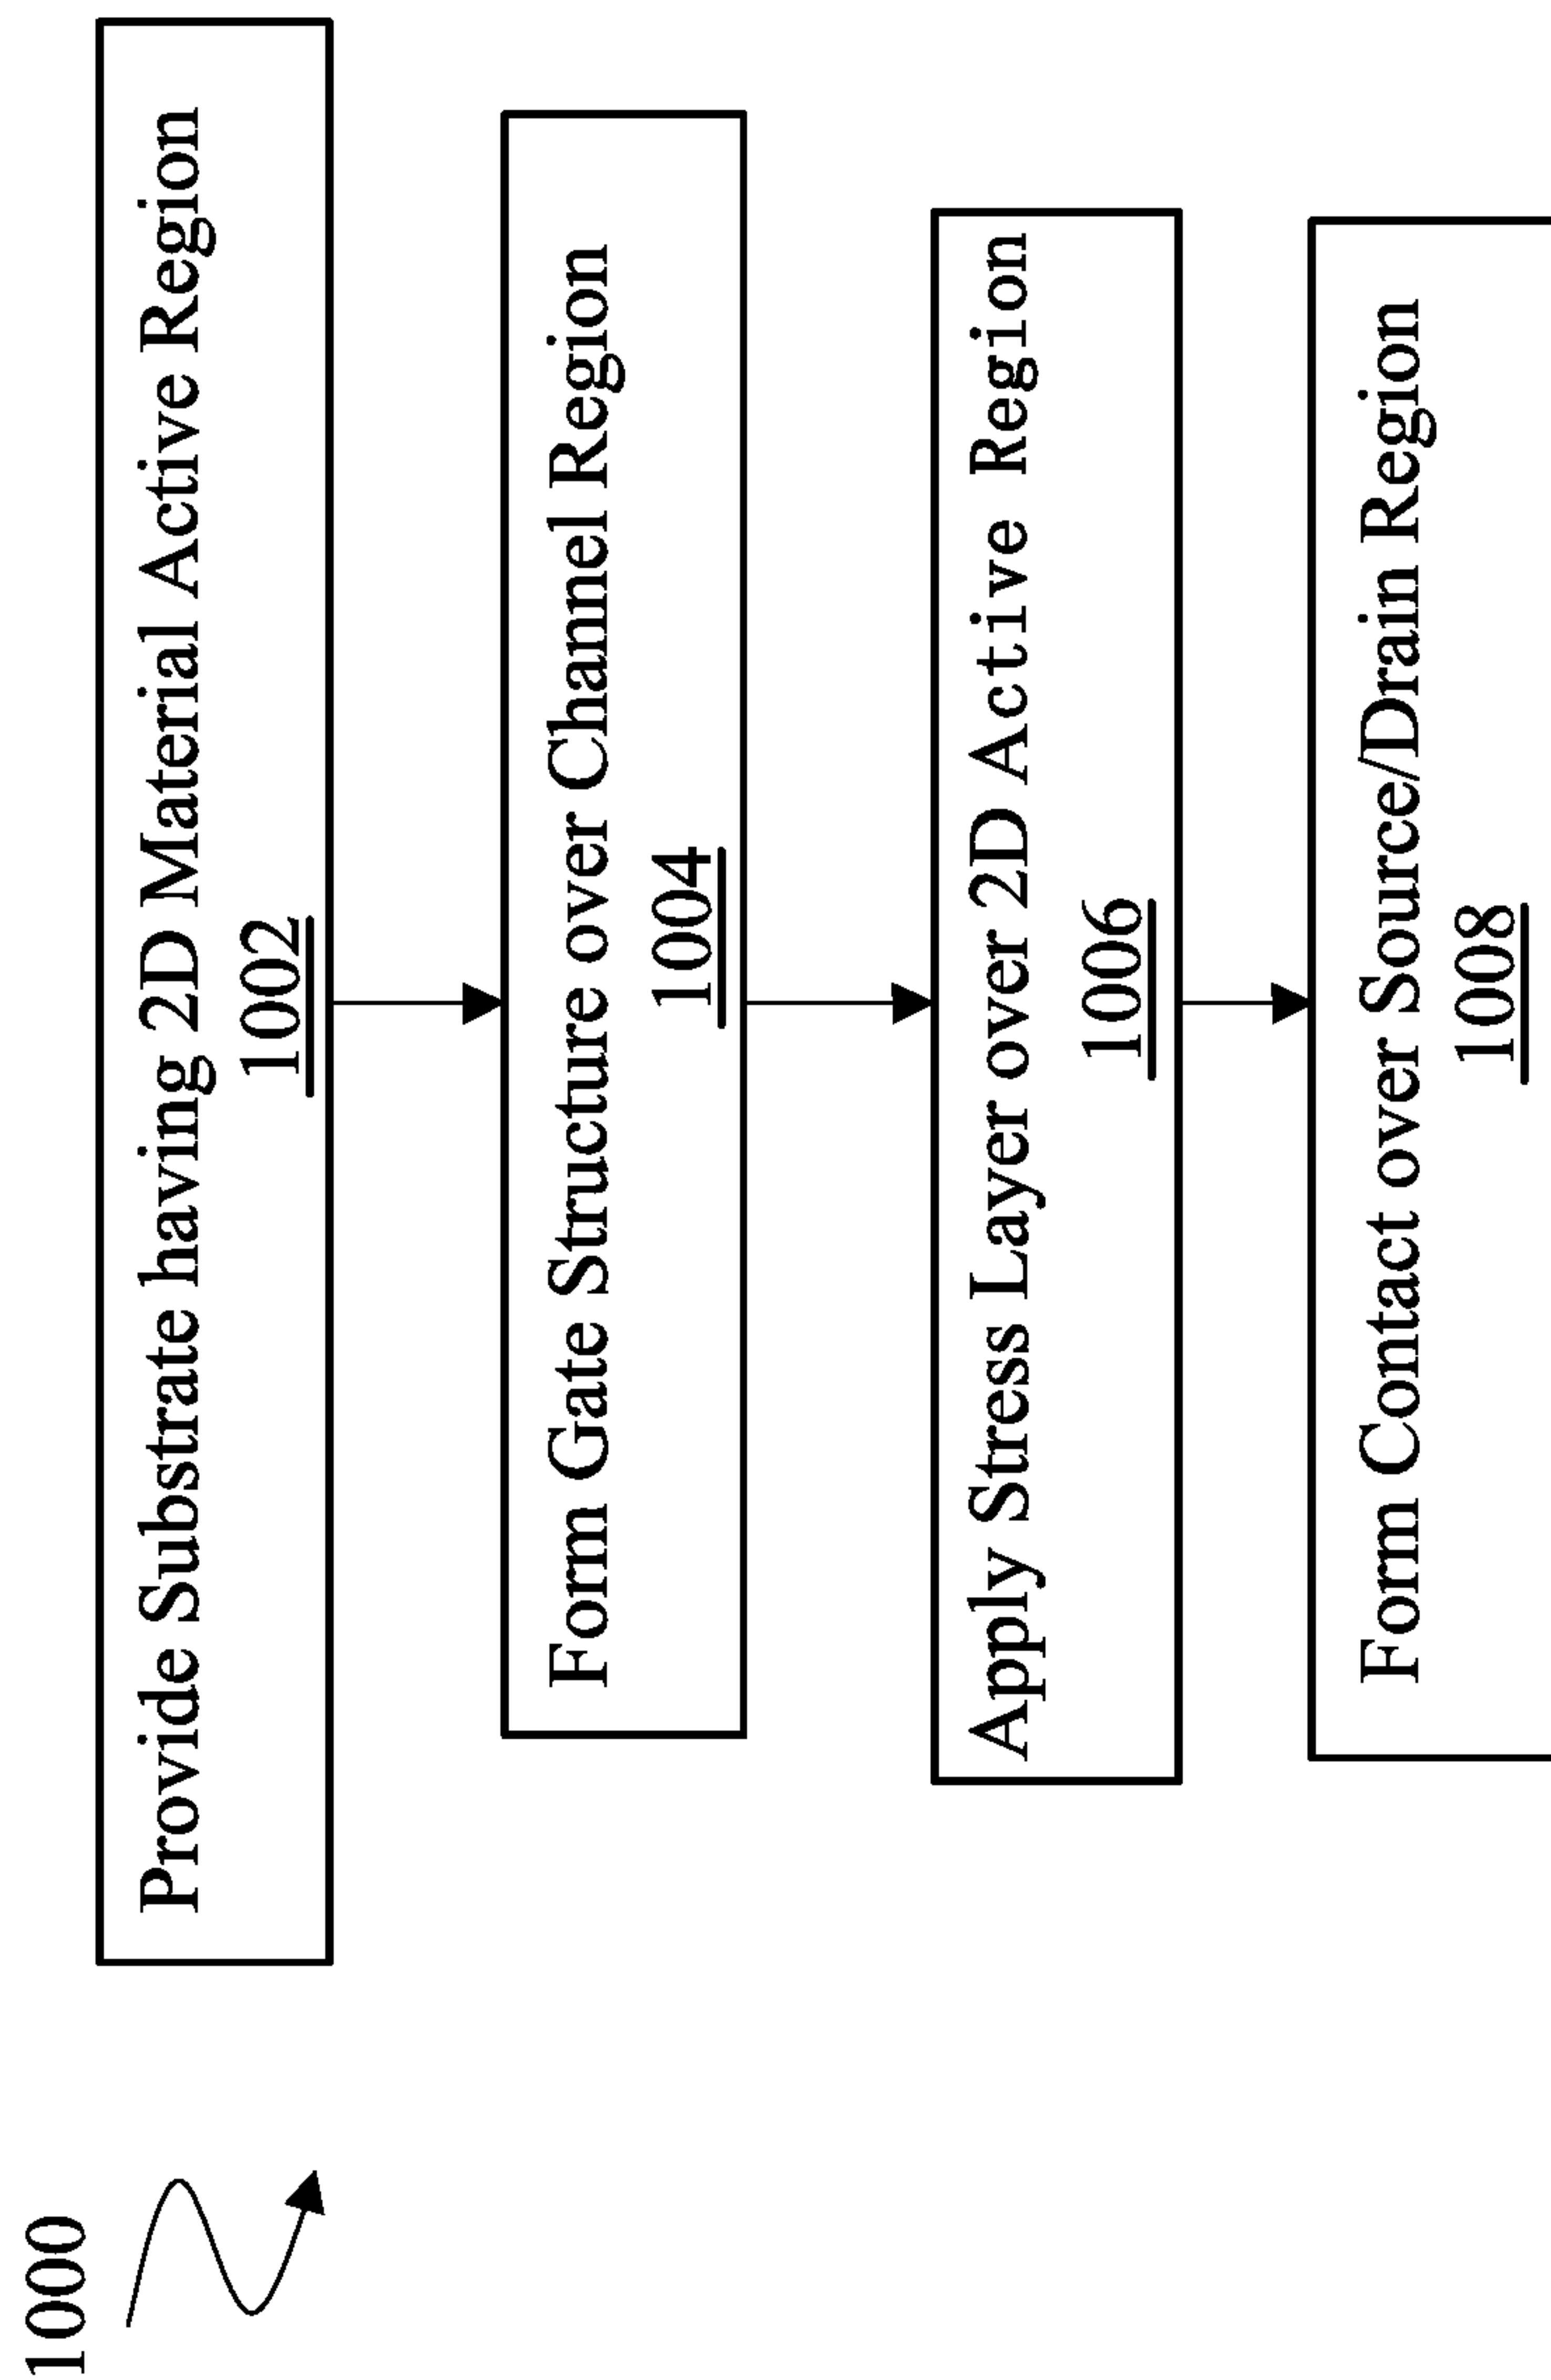 1000
Provide Substrate having 2D Material Active Region
1002
Form Gate Structure over Channel Region
1004
Apply Stress Layer over 2D Active Region
1006
Form Contact over Source/Drain Region
1008